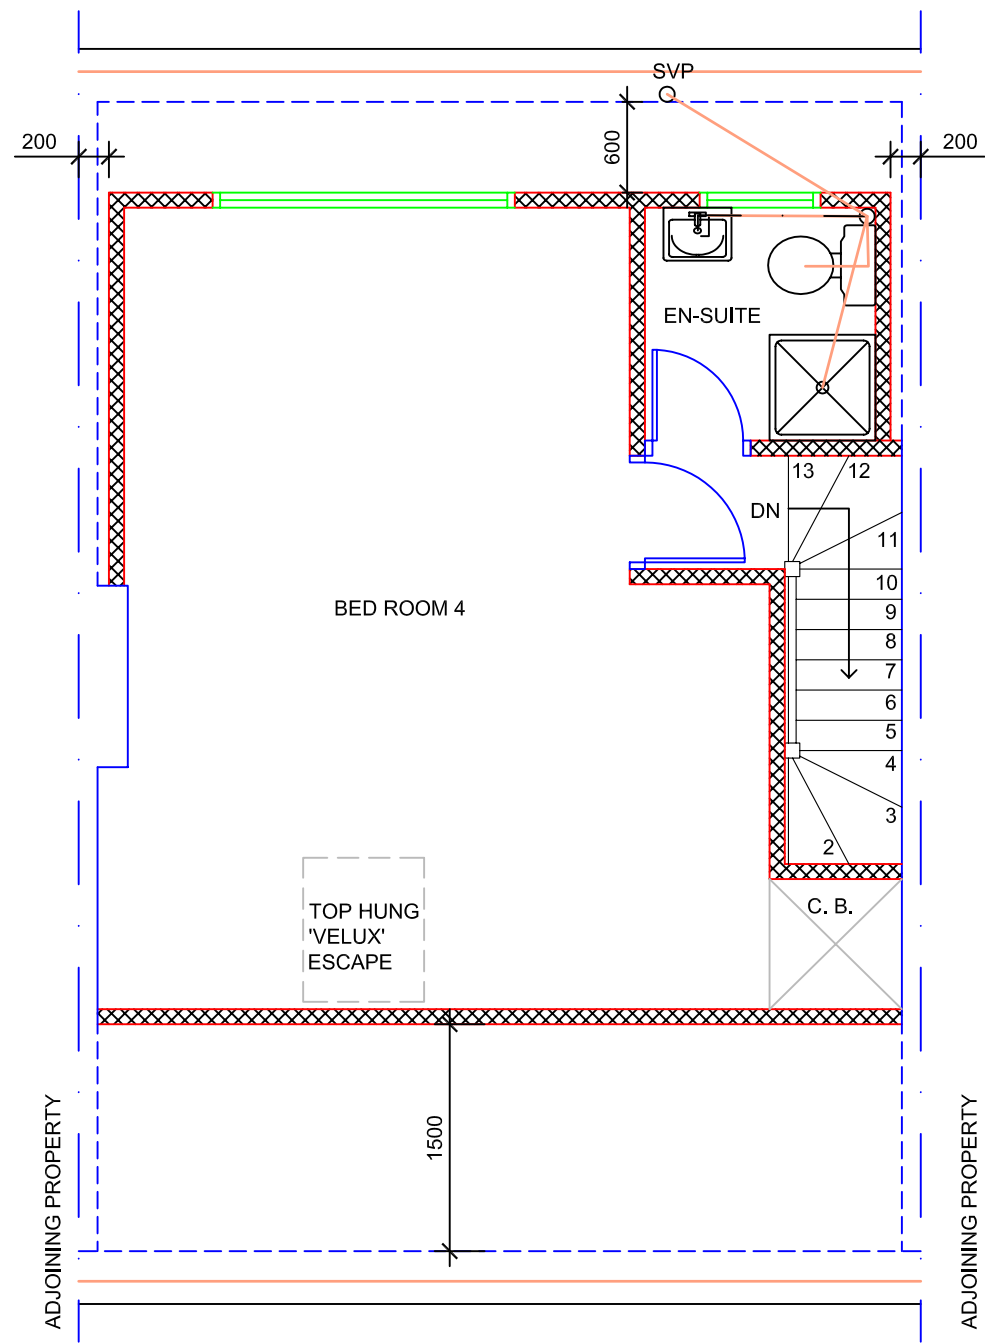 SVP
200
200
600
EN-SUITE
13
12
DN
11
10
9
8
7
6
5
4
3
2
BED ROOM 4
TOP HUNG
'VELUX'
ESCAPE
C. B.
1500
ADJOINING PROPERTY
ADJOINING PROPERTY